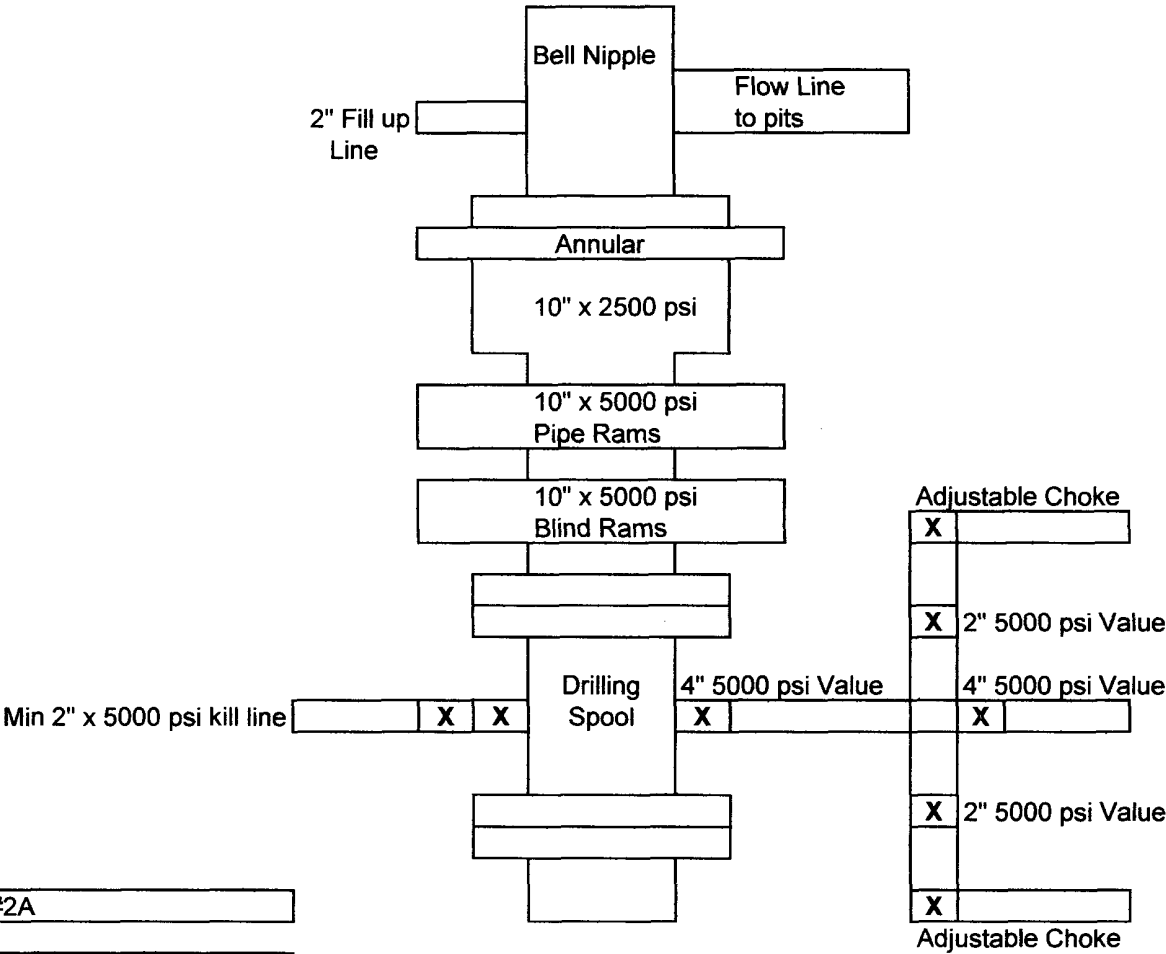 Bell Nipple
Flow Line
to pits
2" Fill up
Line
Annular
10" x 2500 psi
10" x 5000 psi
Pipe Rams
10" x 5000 psi
Blind Rams
Adjustable Choke
X
X 2" 5000 psi Value
Drilling
Spool
4" 5000 psi Value
4" 5000 psi Value
Min 2" x 5000 psi kill line
X X X X
X 2" 5000 psi Value
2A
X
Adjustable Choke